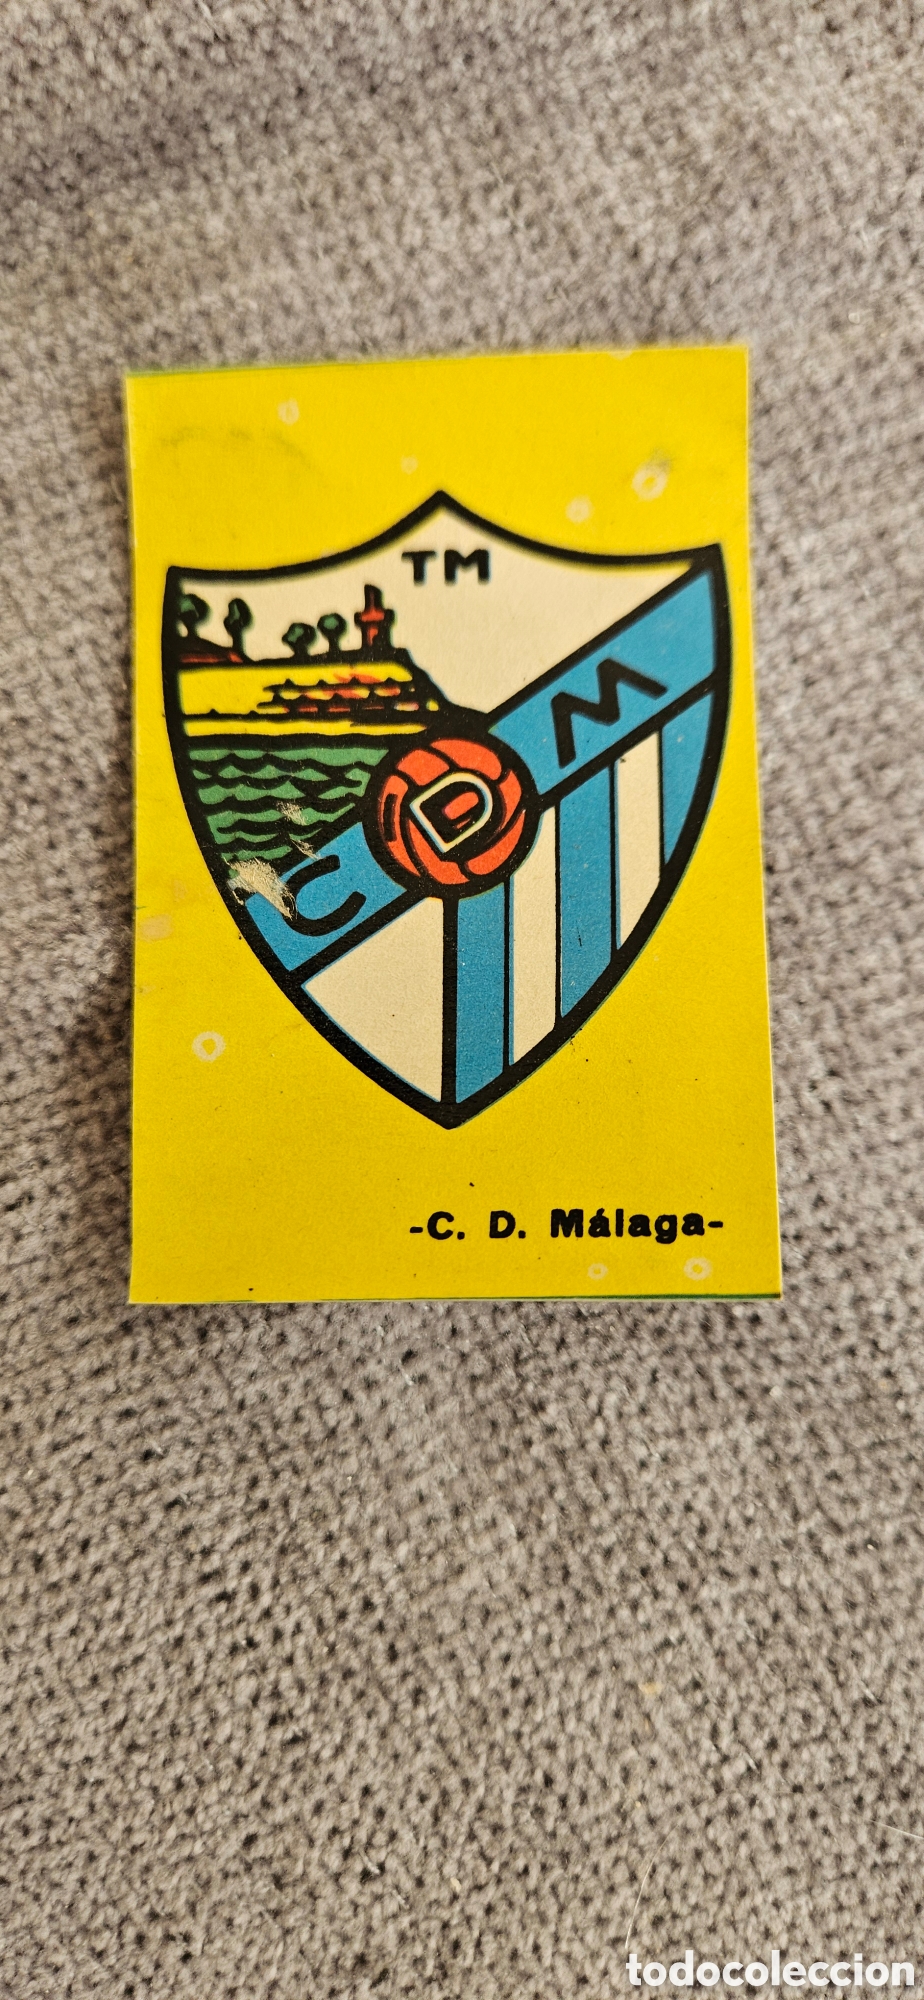 TM
M
D
C
-C. D. Málaga-
todocoleccion